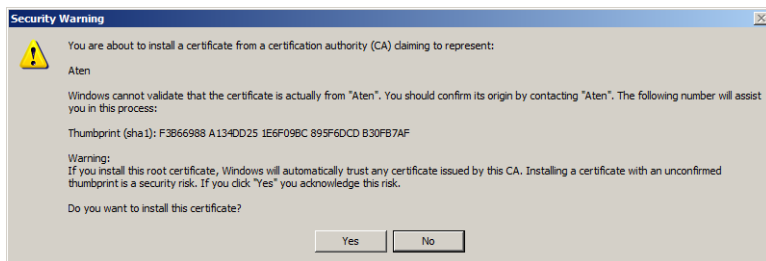 Security Warning
You are about to install a certificate from a certification authority (CA) claiming to represent:
Aten
Windows cannot validate that the certificate is actually from "Aten". You should confirm its origin by contacting "Aten". The following number will assist
you in this process:
Thumbprint (sha1): F3B66988 A134DD25 1E6F09BC 895F6DCD B30FB7AF
Warning:
If you install this root certificate, Windows will automatically trust any certificate issued by this CA. Installing a certificate with an unconfirmed
thumbprint is a security risk. If you click "Yes" you acknowledge this risk.
Do you want to install this certificate?
Yes
No